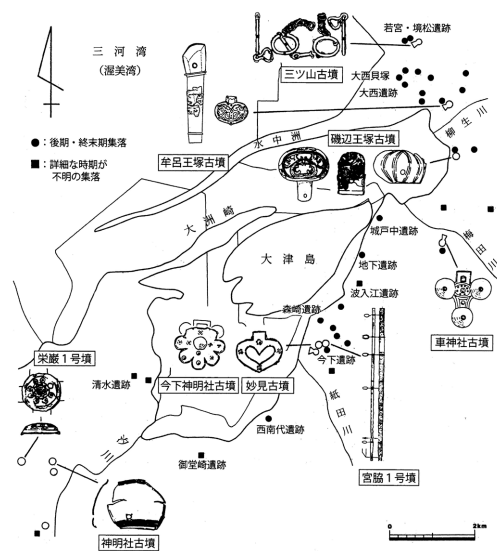 三河湾
(渥美湾)
●：後期・終末期集落
■：詳細な時期が
不明の集落
三ツ山古墳
若宮・境松遺跡
大西貝塚
大西遺跡
柳生川
牟呂王塚古墳
水中洲
磯辺王塚古墳
大洲崎
大津島
城戸中遺跡
梅田川
地下遺跡
波入江遺跡
車神社古墳
森崎遺跡
栄巌１号墳
清水遺跡
今下神明社古墳
妙見古墳
今下遺跡
紙田川
西南代遺跡
御堂崎遺跡
宮脇１号墳
神明社古墳
0
2km